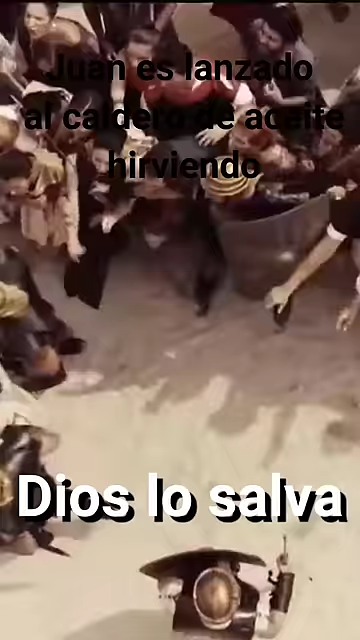 Juan es lanzado
al caldero de aceite
hirviendo
Dios lo salva